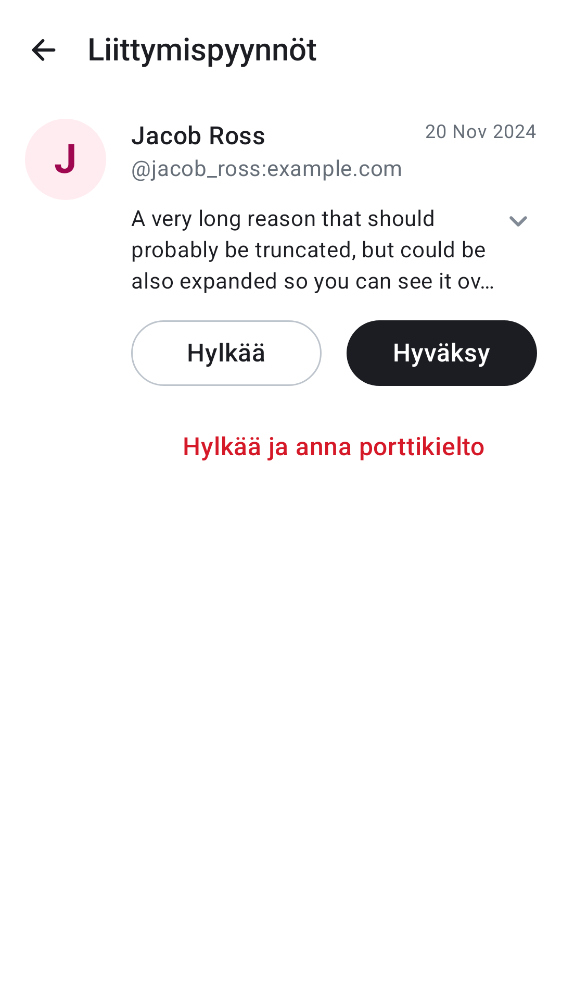 Liittymispyynnöt
J
Jacob Ross
20 Nov 2024
@jacob_ross:example.com
A very long reason that should
probably be truncated, but could be
also expanded so you can see it ov…
Hylkää
Hyväksy
Hylkää ja anna porttikielto